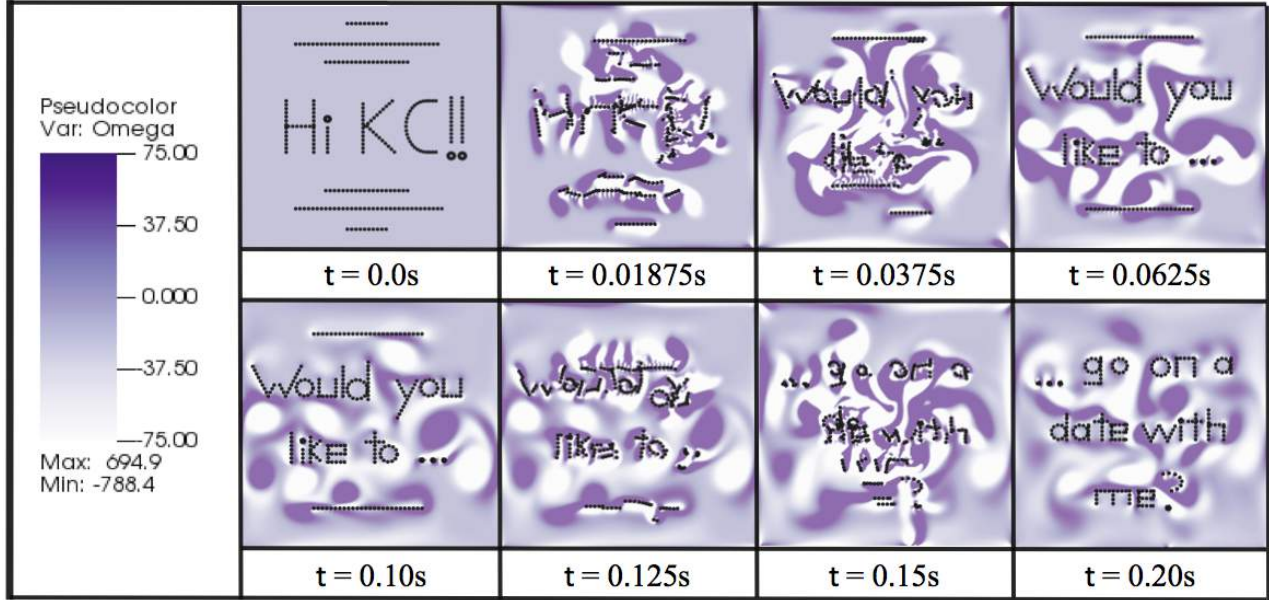 Pseudocolor
Var: Omega
75.00
37.50
0.000
-37.50
-75.00
Max: 694.9
Min: -788.4
Hi KC!!
Would you
Would you
like to ...
t = 0.0s
t = 0.01875s
t = 0.0375s
t = 0.0625s
Would you
like to ...
Would
like to
... go on a
with
... go on a
date with
me?
t = 0.10s
t = 0.125s
t = 0.15s
t = 0.20s